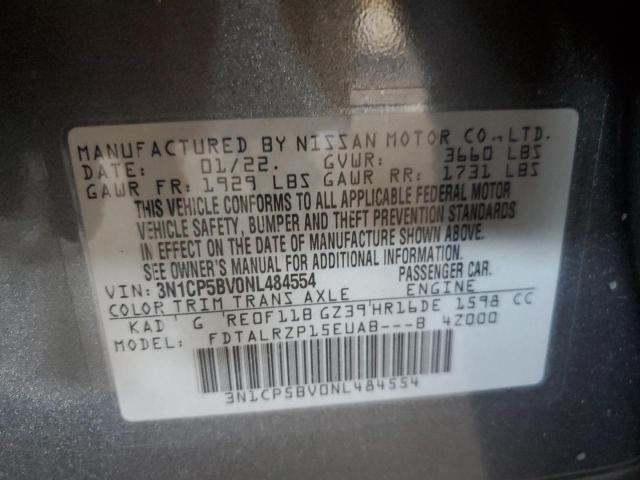 MANUFACTURED BY NISSAN MOTOR CO.,LTD.
DATE: 01/22. GVWR: 3660 LBS
GAWR FR: 1929 LBS GAWR RR: 1731 LBS
THIS VEHICLE CONFORMS TO ALL APPLICABLE FEDERAL MOTOR
VEHICLE SAFETY, BUMPER AND THEFT PREVENTION STANDARDS
IN EFFECT ON THE DATE OF MANUFACTURE SHOWN ABOVE.
SEE OWNER'S MANUAL FOR ADDITIONAL INFORMATION.
VIN: 3N1CP5BV0NL484554 PASSENGER CAR.
COLOR TRIM TRANS AXLE ENGINE
KAD G RE0F11B GZ39 HR16DE 1598 CC
MODEL: FDTALRZP15EUAB---B 4Z000
3N1CP5BV0NL484554